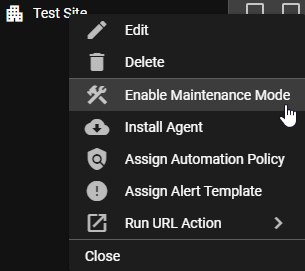 Test Site
Edit
Delete
Enable Maintenance Mode
Install Agent
Assign Automation Policy
Assign Alert Template
Run URL Action
Close